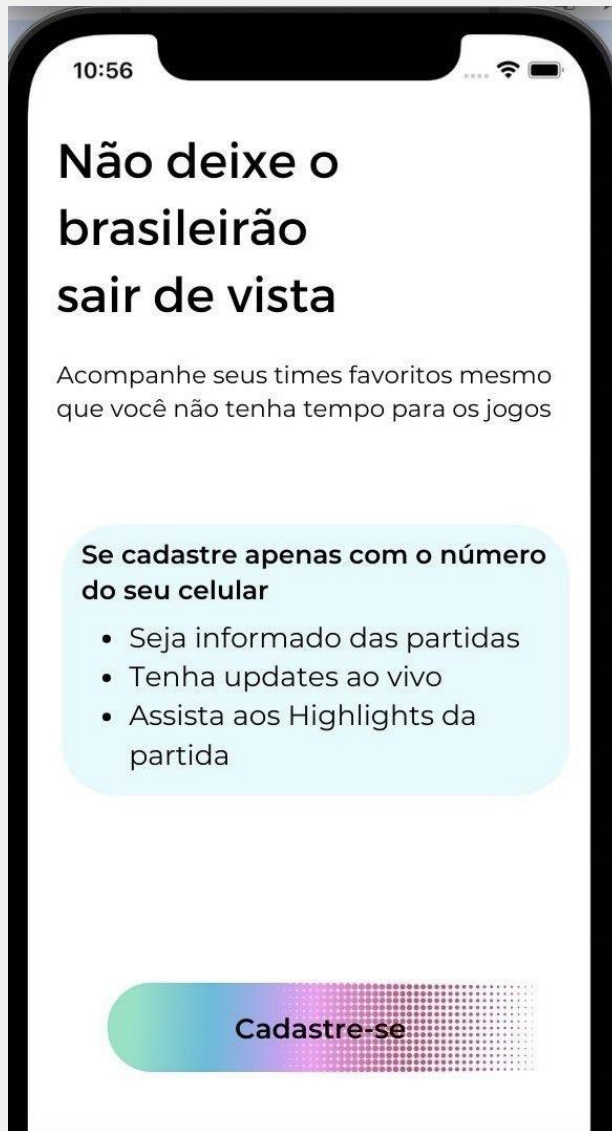 10:56
Não deixe o
brasileirão
sair de vista
Acompanhe seus times favoritos mesmo
que você não tenha tempo para os jogos
Se cadastre apenas com o número
do seu celular
• Seja informado das partidas
• Tenha updates ao vivo
• Assista aos Highlights da
partida
Cadastre-se